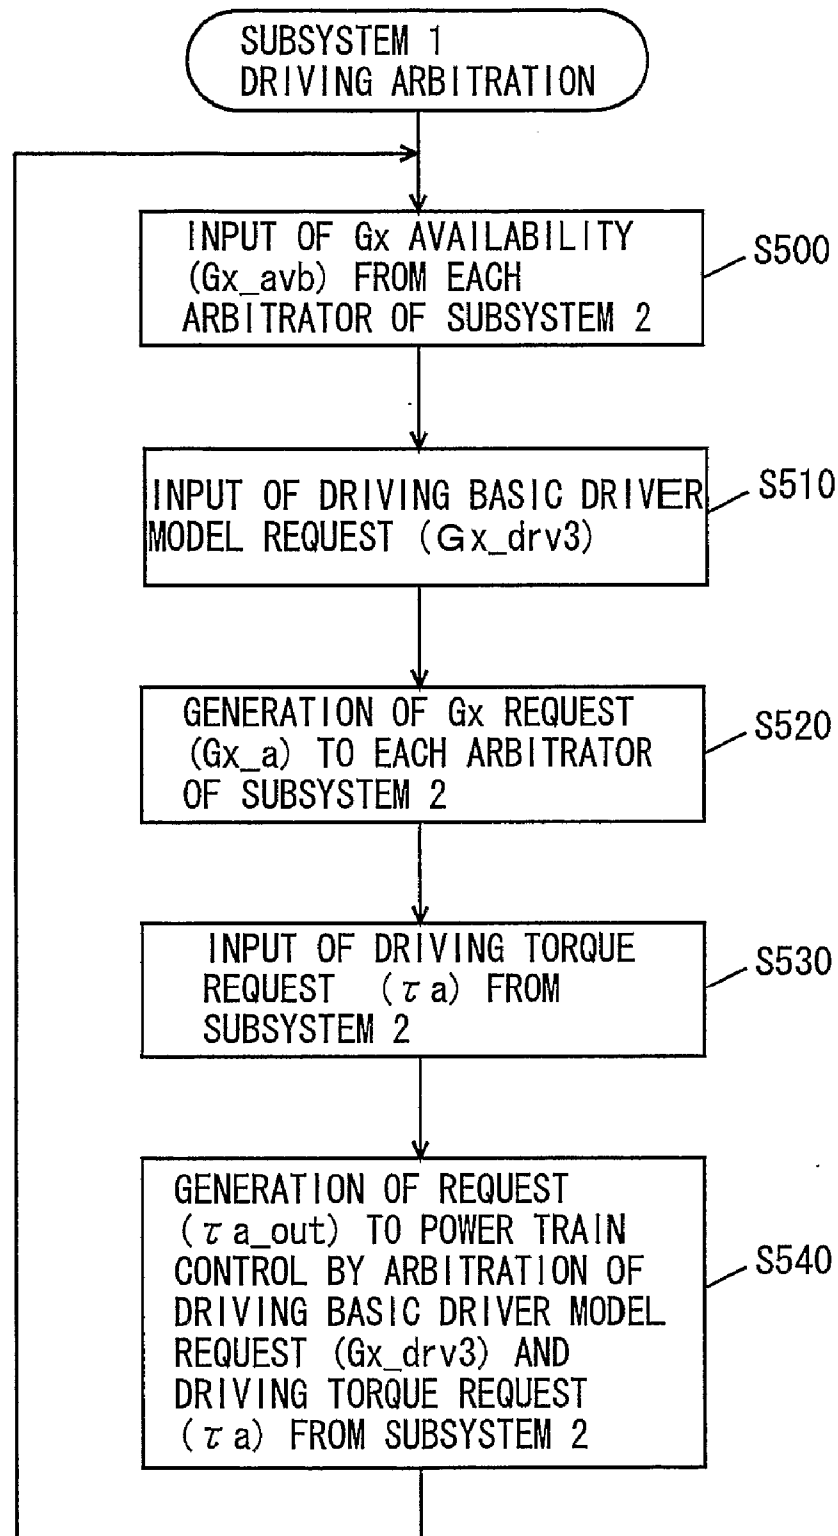 SUBSYSTEM 1
DRIVING ARBITRATION
INPUT OF Gx AVAILABILITY
(Gx_avb) FROM EACH
ARBITRATOR OF SUBSYSTEM 2
S500
INPUT OF DRIVING BASIC DRIVER
MODEL REQUEST (Gx_drv3)
S510
GENERATION OF Gx REQUEST
(Gx_a) TO EACH ARBITRATOR
OF SUBSYSTEM 2
S520
INPUT OF DRIVING TORQUE
REQUEST (τa) FROM
SUBSYSTEM 2
S530
GENERATION OF REQUEST
(τa_out) TO POWER TRAIN
CONTROL BY ARBITRATION OF
DRIVING BASIC DRIVER MODEL
REQUEST (Gx_drv3) AND
DRIVING TORQUE REQUEST
(τa) FROM SUBSYSTEM 2
S540